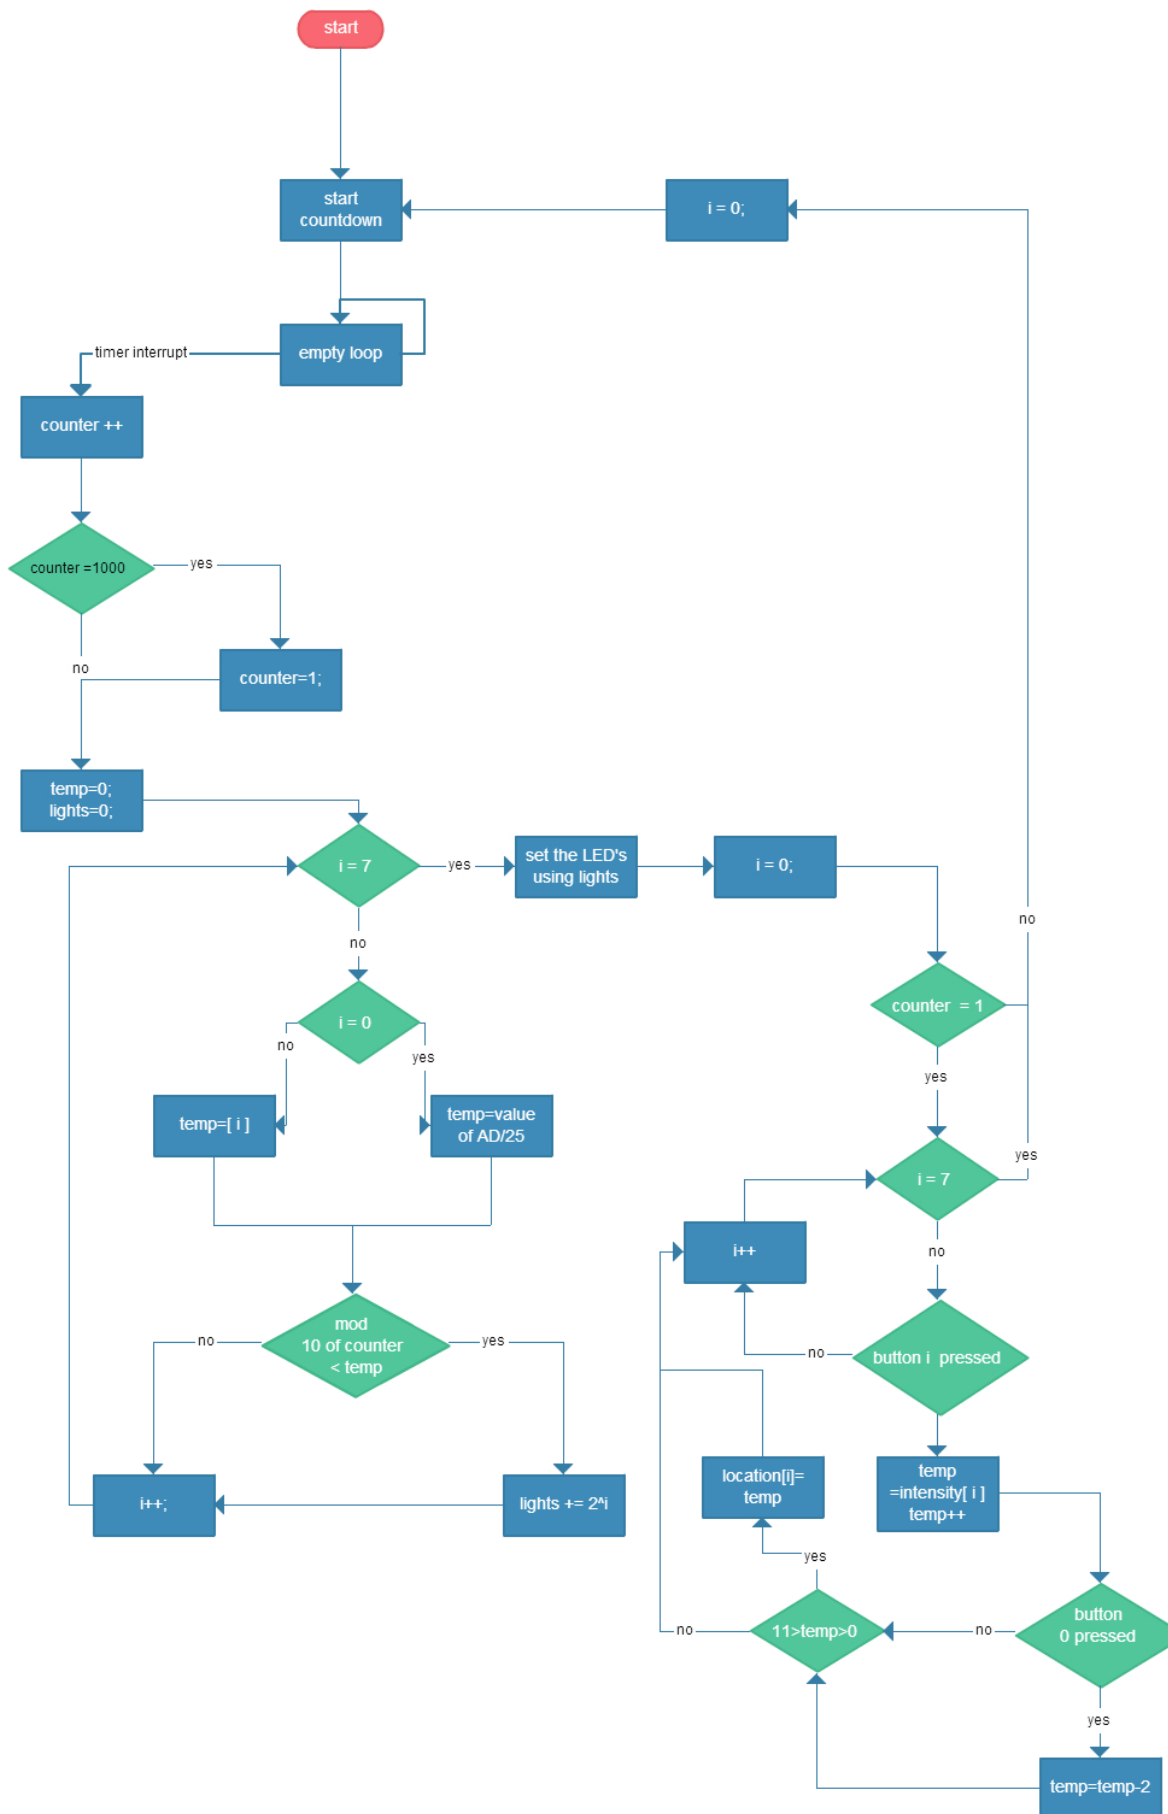 start
start
countdown
i = 0;
empty loop
timer interrupt
counter ++
counter =1000
yes
no
counter=1;
temp=0;
lights=0;
i = 7
yes
set the LED's
using lights
i = 0;
no
no
i = 0
counter = 1
no
yes
yes
temp=[ i ]
temp=value
of AD/25
yes
i = 7
i++
no
mod
10 of counter
< temp
no
yes
button i pressed
no
temp
=intensity[ i ]
temp++
location[i]=
temp
i++;
lights += 2^i
yes
11>temp>0
no
no
button
0 pressed
yes
temp=temp-2